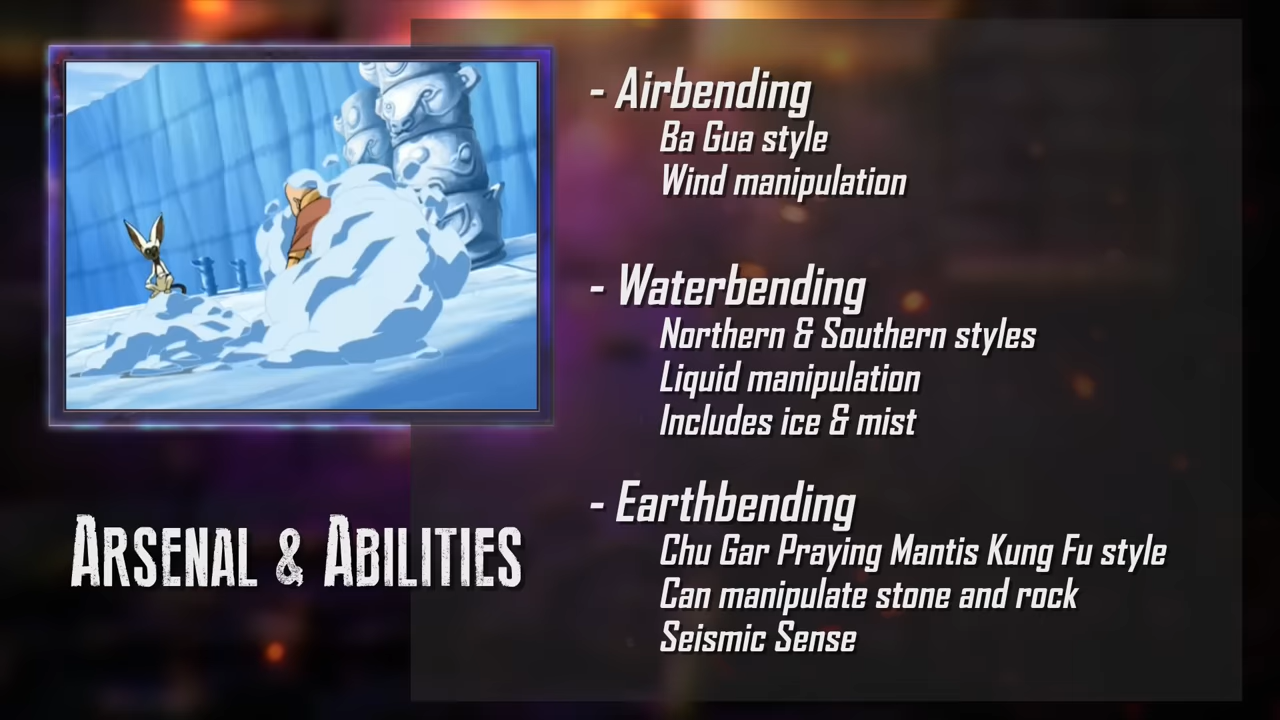 - Airbending
Ba Gua style
Wind manipulation
- Waterbending
Northern & Southern styles
Liquid manipulation
Includes ice & mist
- Earthbending
Chu Gar Praying Mantis Kung Fu style
Can manipulate stone and rock
Seismic Sense
Arsenal & Abilities